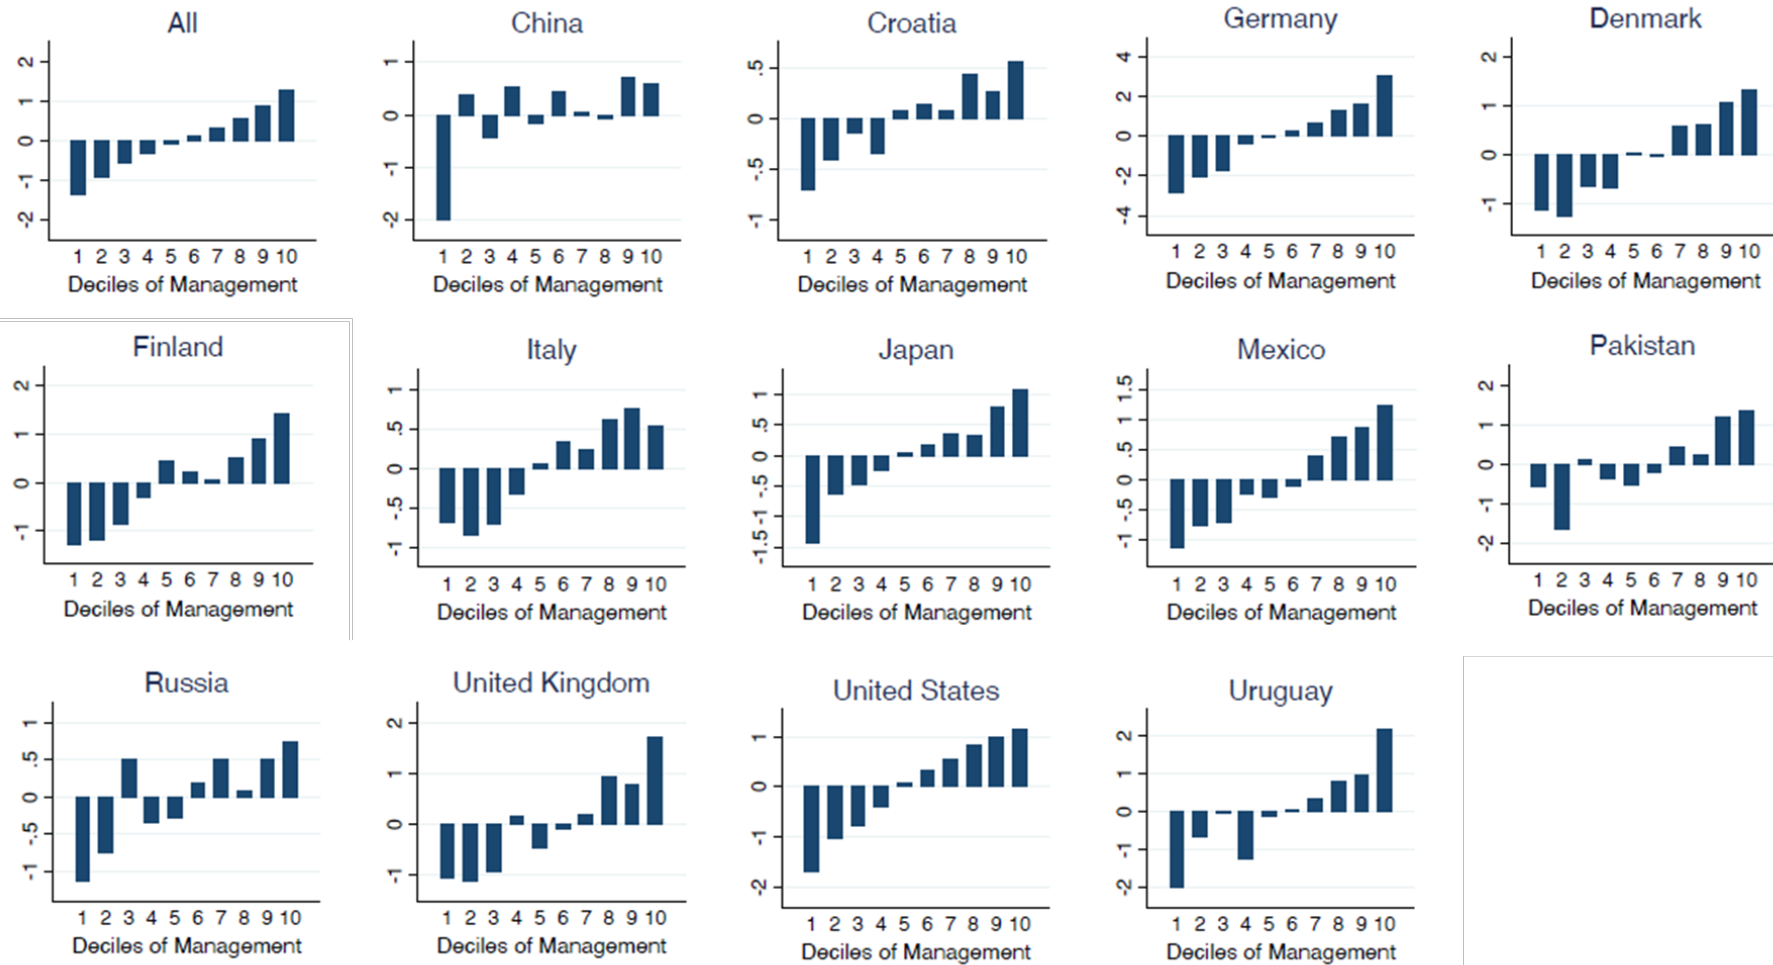 All
2
1
0
-1
-2
1 2 3 4 5 6 7 8 9 10
Deciles of Management
China
1
0
-1
-2
1 2 3 4 5 6 7 8 9 10
Deciles of Management
Croatia
.5
0
-.5
-1
1 2 3 4 5 6 7 8 9 10
Deciles of Management
Germany
4
2
0
-2
-4
1 2 3 4 5 6 7 8 9 10
Deciles of Management
Denmark
2
1
0
-1
1 2 3 4 5 6 7 8 9 10
Deciles of Management
Finland
2
1
0
-1
1 2 3 4 5 6 7 8 9 10
Deciles of Management
Italy
1
.5
0
-.5
-1
1 2 3 4 5 6 7 8 9 10
Deciles of Management
Japan
1
.5
0
-.5
-1
-1.5
1 2 3 4 5 6 7 8 9 10
Deciles of Management
Mexico
1.5
1
.5
0
-.5
-1
1 2 3 4 5 6 7 8 9 10
Deciles of Management
Pakistan
2
1
0
-1
-2
1 2 3 4 5 6 7 8 9 10
Deciles of Management
Russia
1
.5
0
-.5
-1
1 2 3 4 5 6 7 8 9 10
Deciles of Management
United Kingdom
2
1
0
-1
1 2 3 4 5 6 7 8 9 10
Deciles of Management
United States
1
0
-1
-2
1 2 3 4 5 6 7 8 9 10
Deciles of Management
Uruguay
2
1
0
-1
-2
1 2 3 4 5 6 7 8 9 10
Deciles of Management